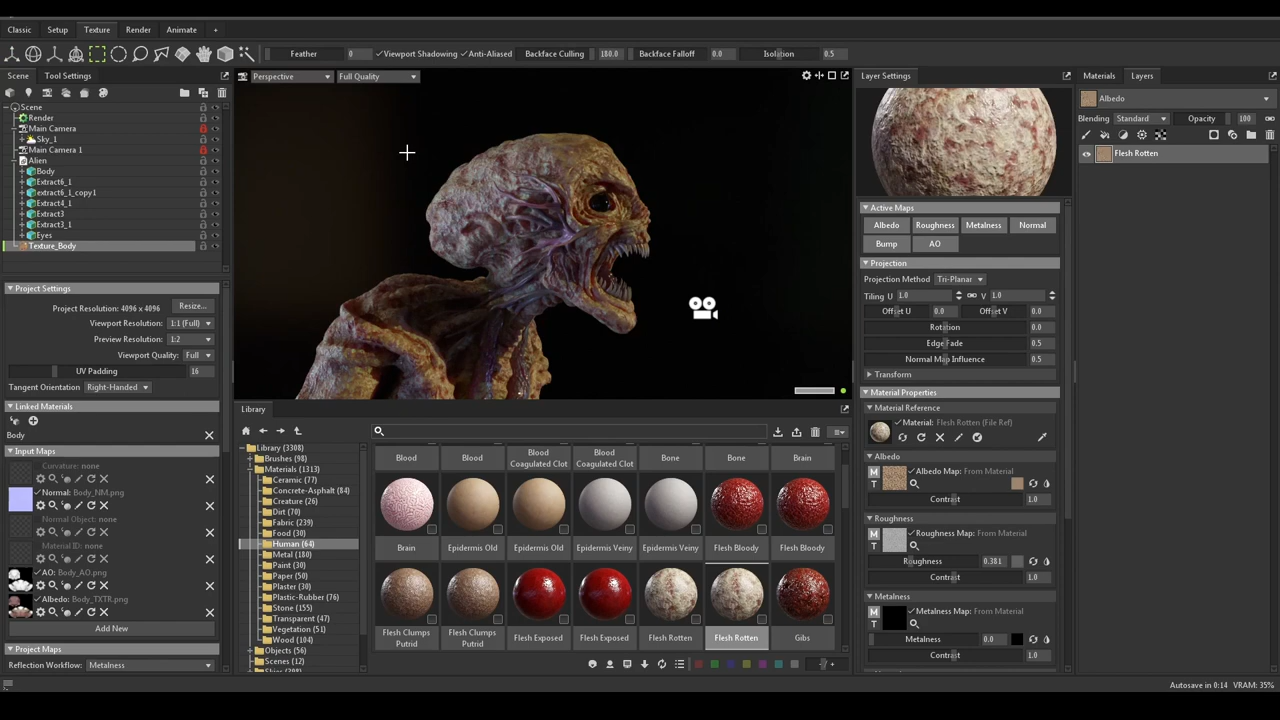 Classic Setup Texture Render Animate +
Feather 0 Viewport Shadowing Anti-Aliased Backface Culling 180.0 Backface Falloff 0.0 Isolation 0.5
Scene Tool Settings
Scene
Render
Main Camera
Sky_1
Main Camera 1
Alien
Body
Extract6_1
extract6_1_copy1
Extract4_1
Extract3
Extract3_1
Eyes
Texture_Body
Project Settings
Project Resolution: 4096 x 4096 Resize...
Viewport Resolution: 1:1 (Full)
Preview Resolution: 1:2
Viewport Quality: Full
UV Padding 16
Tangent Orientation Right-Handed
Linked Materials
Body
Input Maps
Curvature: none
Normal: Body_NM.png
Normal Object: none
Material ID: none
AO: Body_AO.png
Albedo: Body_TXTR.png
Add New
Project Maps
Reflection Workflow: Metalness
Perspective Full Quality
Library
Library (3308)
Brushes (98)
Materials (1313)
Ceramic (77)
Concrete-Asphalt (84)
Creature (26)
Dirt (70)
Fabric (239)
Food (30)
Human (64)
Metal (180)
Paint (30)
Paper (50)
Plaster (30)
Plastic-Rubber (76)
Stone (155)
Transparent (47)
Vegetation (51)
Wood (104)
Objects (56)
Scenes (12)
Blood Blood Blood Coagulated Clot Blood Coagulated Clot Bone Bone Brain
Brain Epidermis Old Epidermis Old Epidermis Veiny Epidermis Veiny Flesh Bloody Flesh Bloody
Flesh Clumps Putrid Flesh Clumps Putrid Flesh Exposed Flesh Exposed Flesh Rotten Flesh Rotten Gibs
Layer Settings
Active Maps
Albedo Roughness Metalness Normal
Bump AO
Projection
Projection Method Tri-Planar
Tiling U 1.0 V 1.0
Offset U 0.0 Offset V 0.0
Rotation 0.0
Edge Fade 0.5
Normal Map Influence 0.5
Transform
Material Properties
Material Reference
Material: Flesh Rotten (File Ref)
Albedo
M Albedo Map: From Material
T
Contrast 1.0
Roughness
M Roughness Map: From Material
T
Roughness 0.381
Contrast 1.0
Metalness
M Metalness Map: From Material
T
Metalness 0.0
Contrast 1.0
Materials Layers
Albedo
Blending Standard Opacity 100
Flesh Rotten
Autosave in 0:14 VRAM: 35%